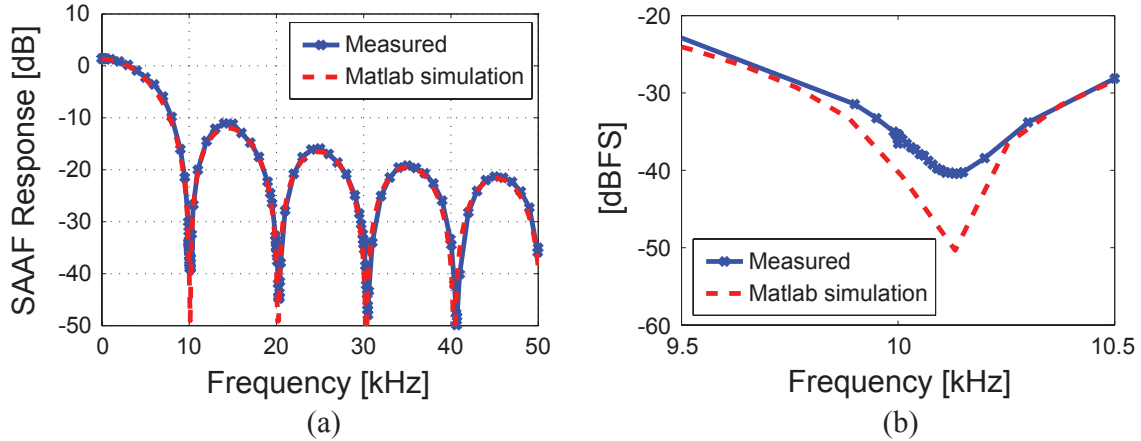 SAAF Response [dB]
10
0
-10
-20
-30
-40
-50
Measured
Matlab simulation
0 10 20 30 40 50
Frequency [kHz]
(a)
[dBFS]
-20
-30
-40
-50
-60
Measured
Matlab simulation
9.5 10 10.5
Frequency [kHz]
(b)